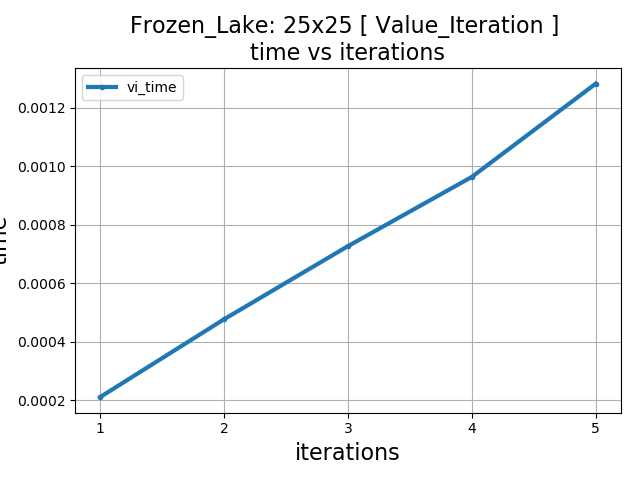 Frozen_Lake: 25x25 [ Value_Iteration ]
time vs iterations
vi_time
0.0012
0.0010
0.0008
0.0006
0.0004
0.0002
time
1 2 3 4 5
iterations